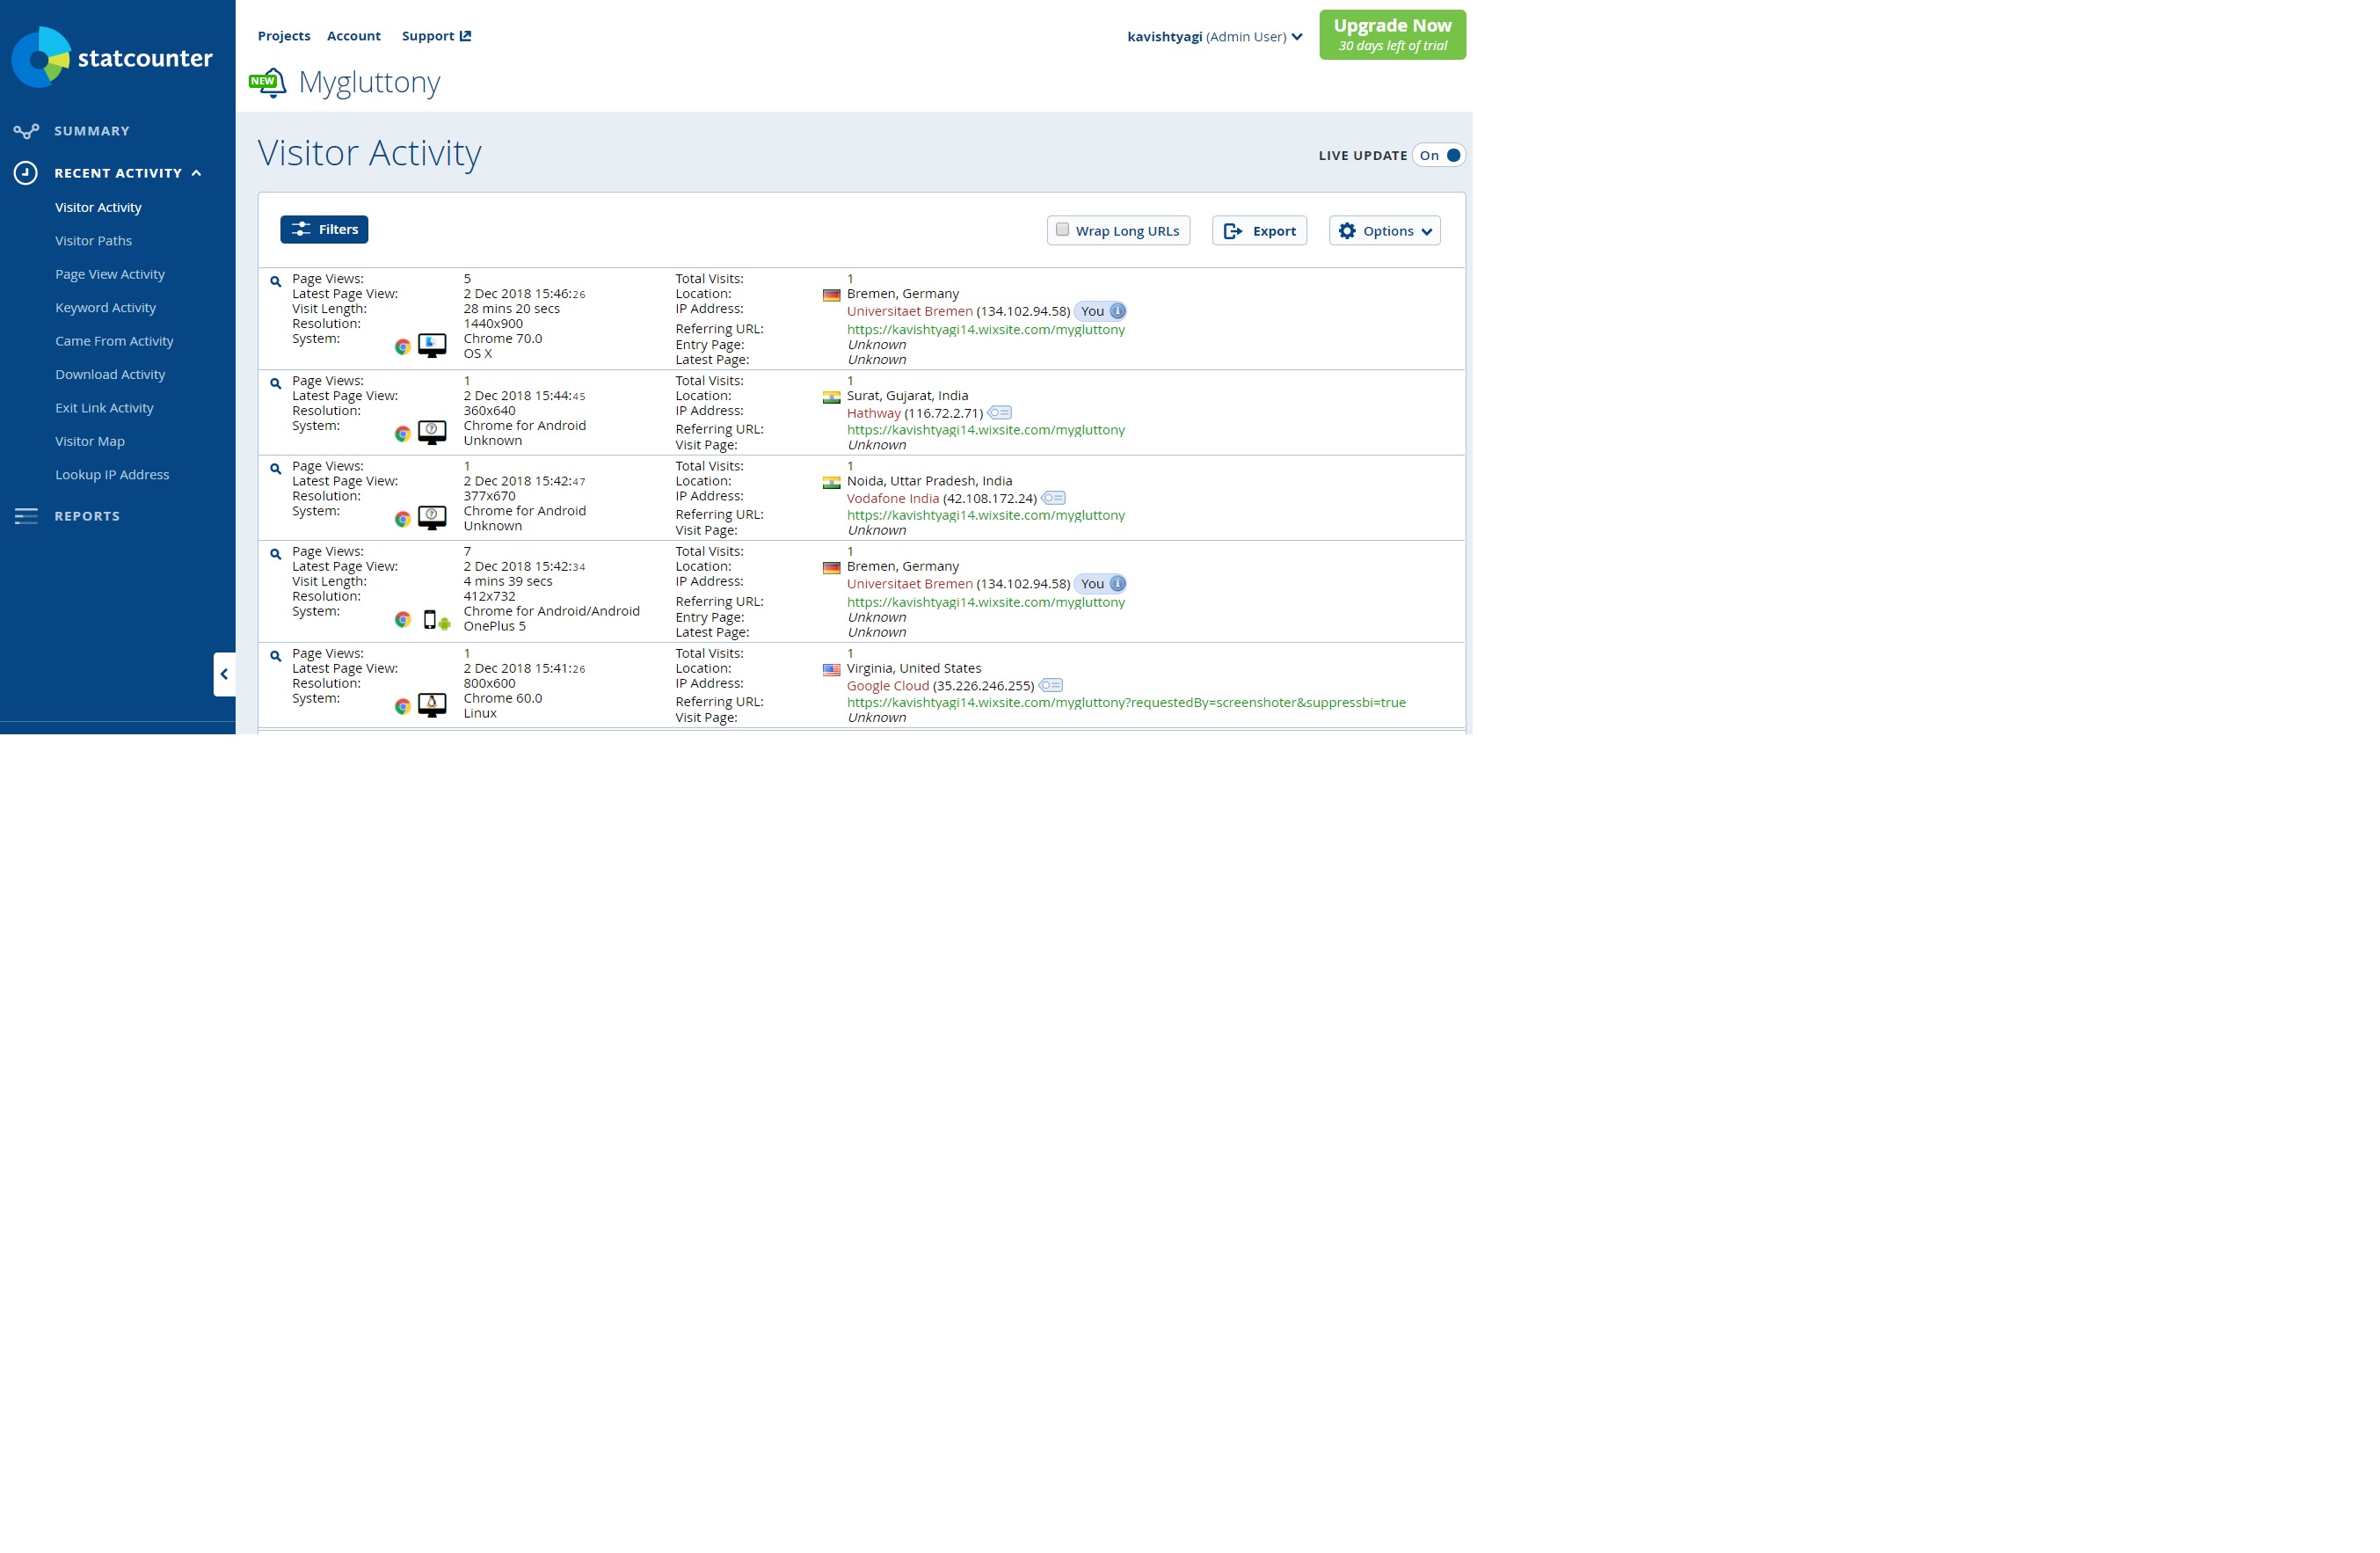 statcounter
Projects Account Support
kavishtyagi (Admin User)
Upgrade Now
30 days left of trial
NEW Mygluttony
SUMMARY
RECENT ACTIVITY
Visitor Activity
Visitor Paths
Page View Activity
Keyword Activity
Came From Activity
Download Activity
Exit Link Activity
Visitor Map
Lookup IP Address
REPORTS
Visitor Activity
LIVE UPDATE On
Filters
Wrap Long URLs Export Options
Page Views: 5 Total Visits: 1
Latest Page View: 2 Dec 2018 15:46:26 Location: Bremen, Germany
Visit Length: 28 mins 20 secs IP Address: Universitaet Bremen (134.102.94.58) You
Resolution: 1440x900 Referring URL: https://kavishtyagi14.wixsite.com/mygluttony
System: Chrome 70.0 Entry Page: Unknown
OS X Latest Page: Unknown
Page Views: 1 Total Visits: 1
Latest Page View: 2 Dec 2018 15:44:45 Location: Surat, Gujarat, India
Resolution: 360x640 IP Address: Hathway (116.72.2.71)
System: Chrome for Android Referring URL: https://kavishtyagi14.wixsite.com/mygluttony
Unknown Visit Page: Unknown
Page Views: 1 Total Visits: 1
Latest Page View: 2 Dec 2018 15:42:47 Location: Noida, Uttar Pradesh, India
Resolution: 377x670 IP Address: Vodafone India (42.108.172.24)
System: Chrome for Android Referring URL: https://kavishtyagi14.wixsite.com/mygluttony
Unknown Visit Page: Unknown
Page Views: 7 Total Visits: 1
Latest Page View: 2 Dec 2018 15:42:34 Location: Bremen, Germany
Visit Length: 4 mins 39 secs IP Address: Universitaet Bremen (134.102.94.58) You
Resolution: 412x732 Referring URL: https://kavishtyagi14.wixsite.com/mygluttony
System: Chrome for Android/Android Entry Page: Unknown
OnePlus 5 Latest Page: Unknown
Page Views: 1 Total Visits: 1
Latest Page View: 2 Dec 2018 15:41:26 Location: Virginia, United States
Resolution: 800x600 IP Address: Google Cloud (35.226.246.255)
System: Chrome 60.0 Referring URL: https://kavishtyagi14.wixsite.com/mygluttony?requestedBy=screenshoter&suppressbi=true
Linux Visit Page: Unknown